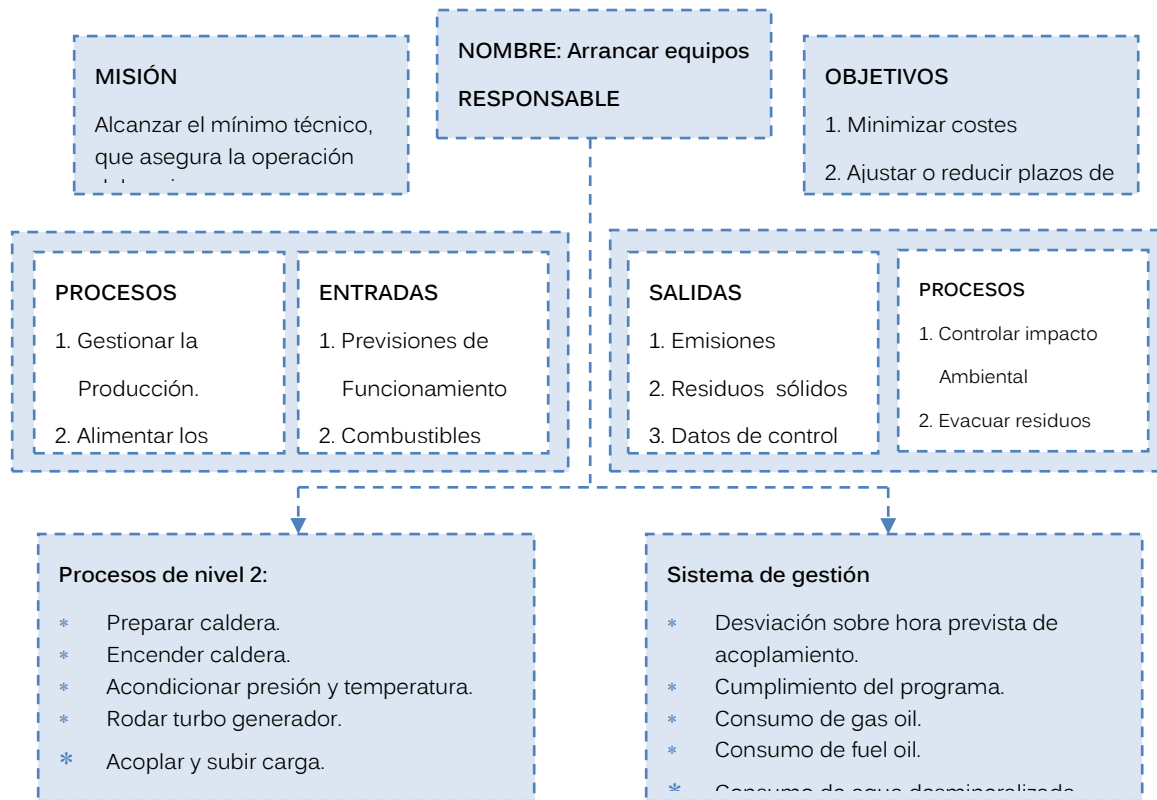 NOMBRE: Arrancar equipos
RESPONSABLE
MISIÓN
Alcanzar el mínimo técnico,
que asegura la operación
OBJETIVOS
1. Minimizar costes
2. Ajustar o reducir plazos de
PROCESOS
1. Gestionar la
Producción.
2. Alimentar los
ENTRADAS
1. Previsiones de
Funcionamiento
2. Combustibles
SALIDAS
1. Emisiones
2. Residuos sólidos
3. Datos de control
PROCESOS
1. Controlar impacto
Ambiental
2. Evacuar residuos
Procesos de nivel 2:
* Preparar caldera.
* Encender caldera.
* Acondicionar presión y temperatura.
* Rodar turbo generador.
* Acoplar y subir carga.
Sistema de gestión
* Desviación sobre hora prevista de
acoplamiento.
* Cumplimiento del programa.
* Consumo de gas oil.
* Consumo de fuel oil.
* Consumo de agua desmineralizada